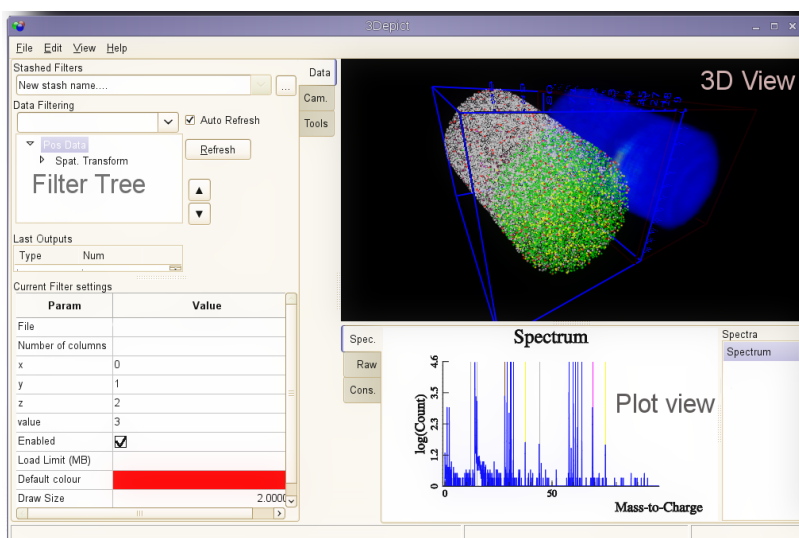 3Depict
File Edit View Help
Stashed Filters
New stash name....
...
Data
Cam.
Tools
Data Filtering
Auto Refresh
Pos Data
Spat. Transform
Refresh
Filter Tree
Last Outputs
Type Num
Current Filter settings
Param Value
File
Number of columns
x 0
y 1
z 2
value 3
Enabled
Load Limit (MB)
Default colour
Draw Size 2.0000
3D View
Spec.
Raw
Cons.
Spectrum
log(Count)
4.6
3.5
2.3
1.2
0
0 50
Mass-to-Charge
Plot view
Spectra
Spectrum